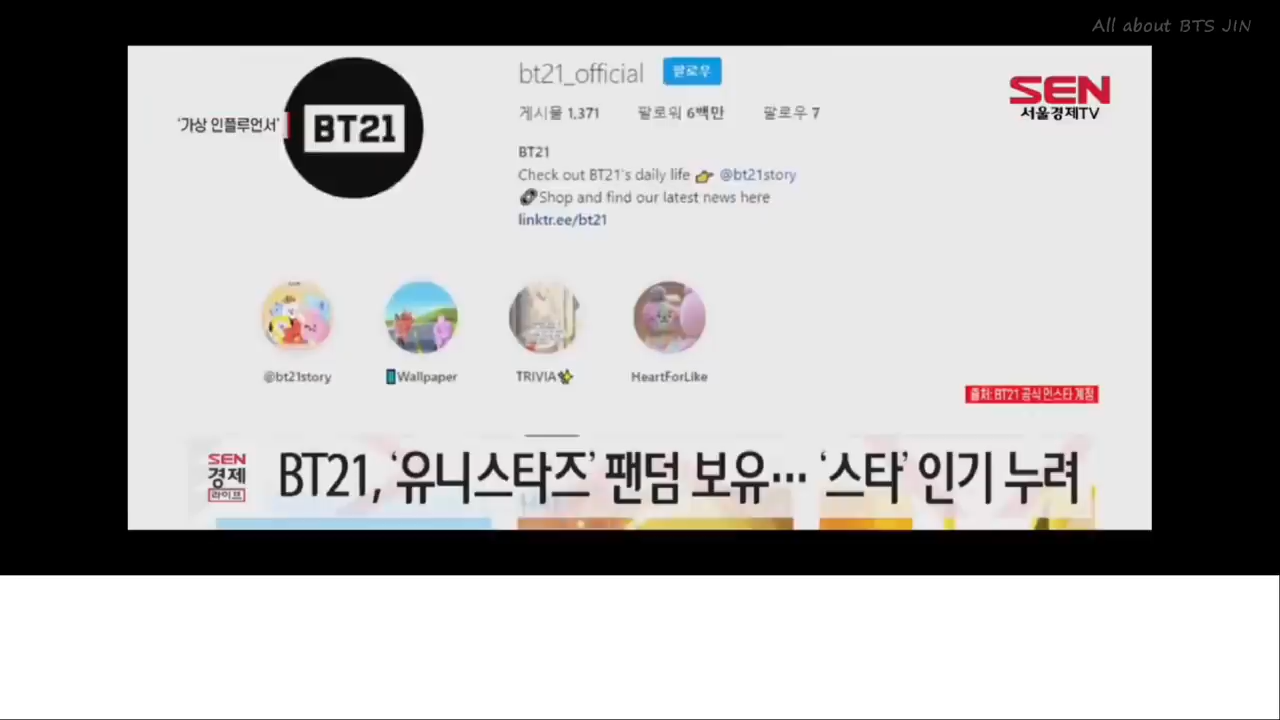 All about BTS JIN
'가상 인플루언서'
BT21
bt21_official 팔로우
SEN
서울경제TV
게시물 1,371 팔로워 6백만 팔로우 7
BT21
Check out BT21's daily life 👉 @bt21story
🔗Shop and find our latest news here
linktr.ee/bt21
@bt21story 📱Wallpaper TRIVIA✨ HeartForLike
출처: BT21 공식 인스타 계정
SEN
경제
라이프
BT21, '유니스타즈' 팬덤 보유… '스타' 인기 누려